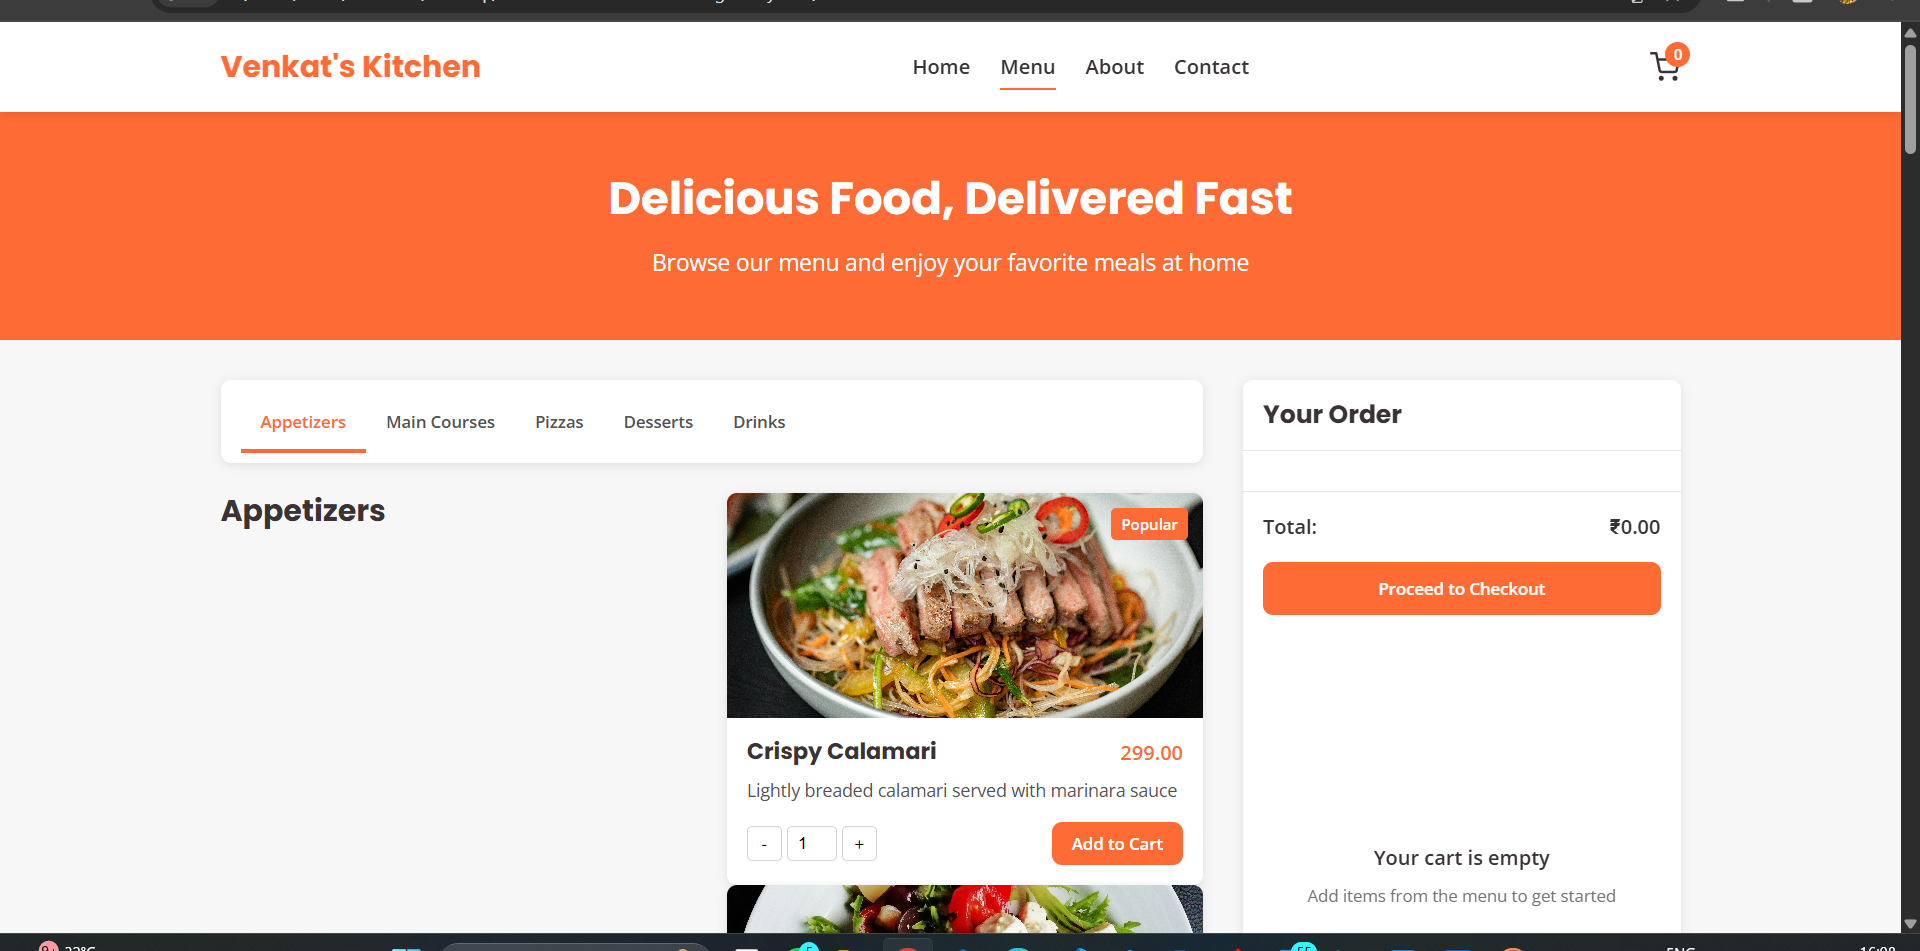 Venkat's Kitchen
Home Menu About Contact
0
Delicious Food, Delivered Fast
Browse our menu and enjoy your favorite meals at home
Appetizers Main Courses Pizzas Desserts Drinks
Appetizers
Popular
Crispy Calamari 299.00
Lightly breaded calamari served with marinara sauce
- 1 + Add to Cart
Your Order
Total: ₹0.00
Proceed to Checkout
Your cart is empty
Add items from the menu to get started